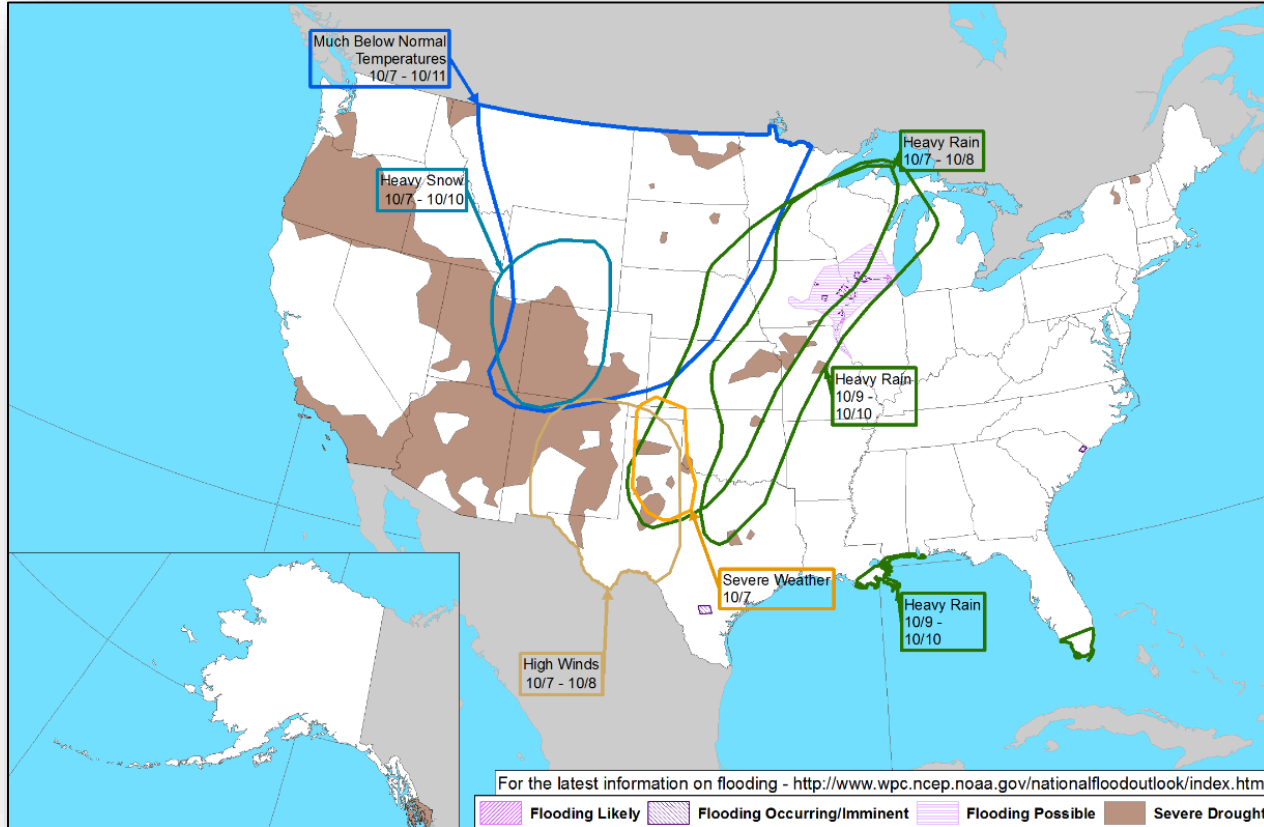 Much Below Normal
Temperatures
10/7 - 10/11
Heavy Rain
10/7 - 10/8
Heavy Snow
10/7 - 10/10
Heavy Rain
10/9 -
10/10
Severe Weather
10/7
Heavy Rain
10/9 -
10/10
High Winds
10/7 - 10/8
For the latest information on flooding - http://www.wpc.ncep.noaa.gov/nationalfloodoutlook/index.htm
Flooding Likely Flooding Occurring/Imminent Flooding Possible Severe Drought